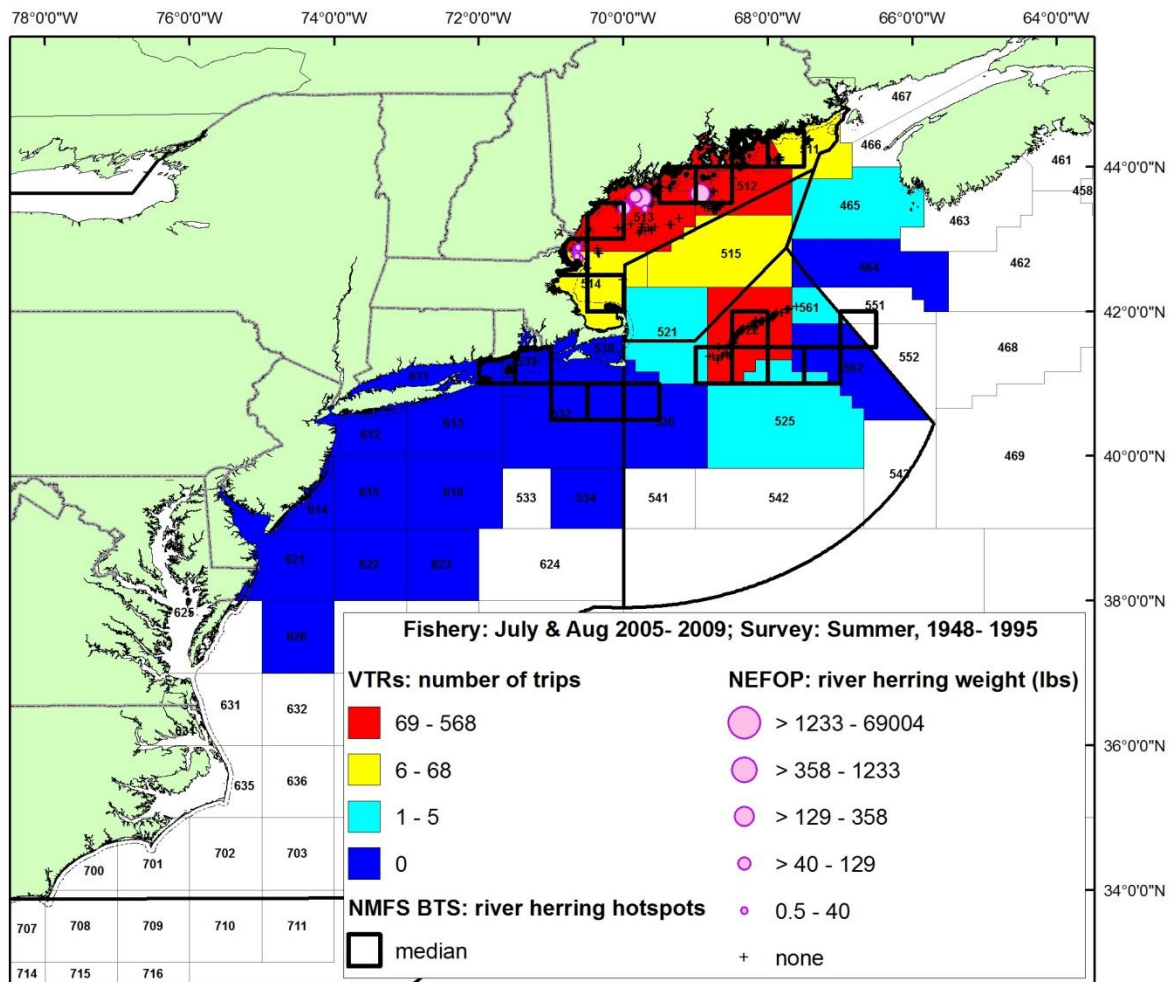 78°0'0"W 76°0'0"W 74°0'0"W 72°0'0"W 70°0'0"W 68°0'0"W 66°0'0"W 64°0'0"W
467
511 466 461
44°0'0"N
512 458
465 463
513
515 462
464
514
42°0'0"N
561 551
521
552 468
538
539 562
611
537 526 525
613
612
40°0'0"N
469
615 616 533 534 541 542 543
614
621 622 623 624
38°0'0"N
625
626
631 632
36°0'0"N
635 636
702 703
700 701
34°0'0"N
707 708 709 710 711
714 715 716
Fishery: July & Aug 2005- 2009; Survey: Summer, 1948- 1995
VTRs: number of trips
69 - 568
6 - 68
1 - 5
0
NMFS BTS: river herring hotspots
median
NEFOP: river herring weight (lbs)
> 1233 - 69004
> 358 - 1233
> 129 - 358
> 40 - 129
0.5 - 40
none